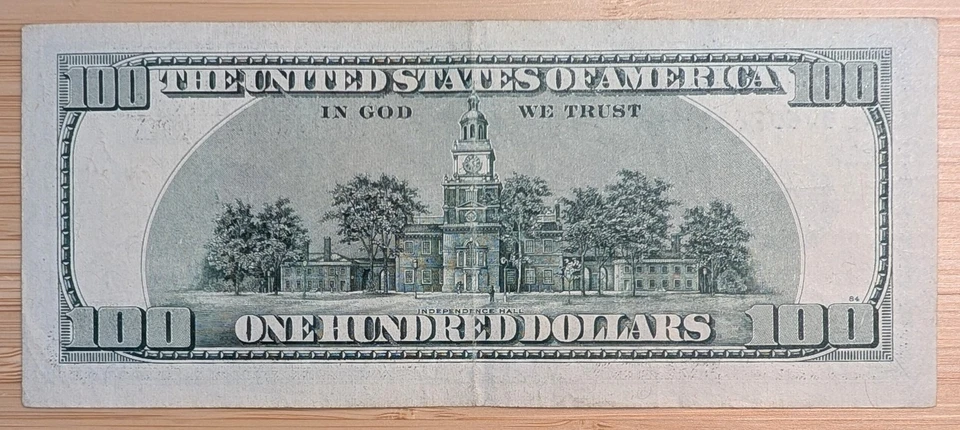 100 THE UNITED STATES OF AMERICA 100
IN GOD WE TRUST
84
INDEPENDENCE HALL
100 ONE HUNDRED DOLLARS 100